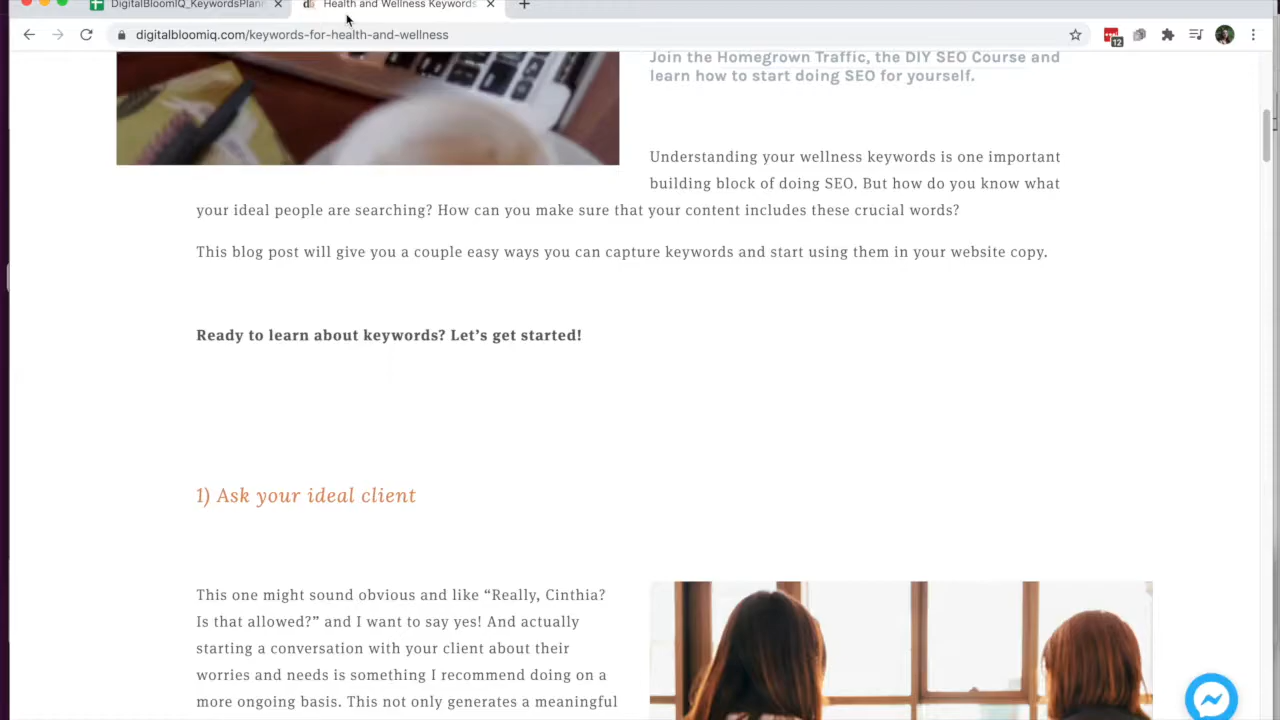 DigitalBloomIQ_KeywordsPlann
Health and Wellness Keywords
digitalbloomiq.com/keywords-for-health-and-wellness
12
Join the Homegrown Traffic, the DIY SEO Course and
learn how to start doing SEO for yourself.
Understanding your wellness keywords is one important
building block of doing SEO. But how do you know what
your ideal people are searching? How can you make sure that your content includes these crucial words?
This blog post will give you a couple easy ways you can capture keywords and start using them in your website copy.
Ready to learn about keywords? Let’s get started!
1) Ask your ideal client
This one might sound obvious and like “Really, Cinthia?
Is that allowed?” and I want to say yes! And actually
starting a conversation with your client about their
worries and needs is something I recommend doing on a
more ongoing basis. This not only generates a meaningful